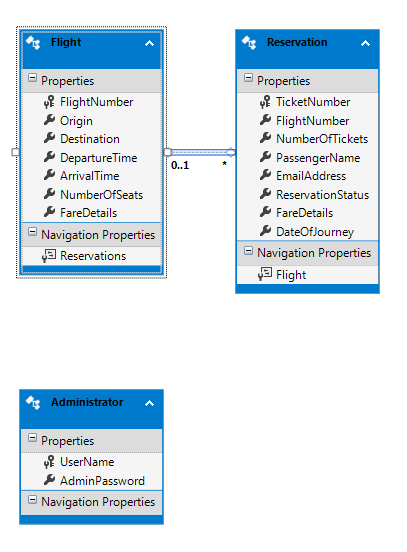 Flight
Properties
FlightNumber
Origin
Destination
DepartureTime
ArrivalTime
NumberOfSeats
FareDetails
Navigation Properties
Reservations
0..1
*
Reservation
Properties
TicketNumber
FlightNumber
NumberOfTickets
PassengerName
EmailAddress
ReservationStatus
FareDetails
DateOfJourney
Navigation Properties
Flight
Administrator
Properties
UserName
AdminPassword
Navigation Properties